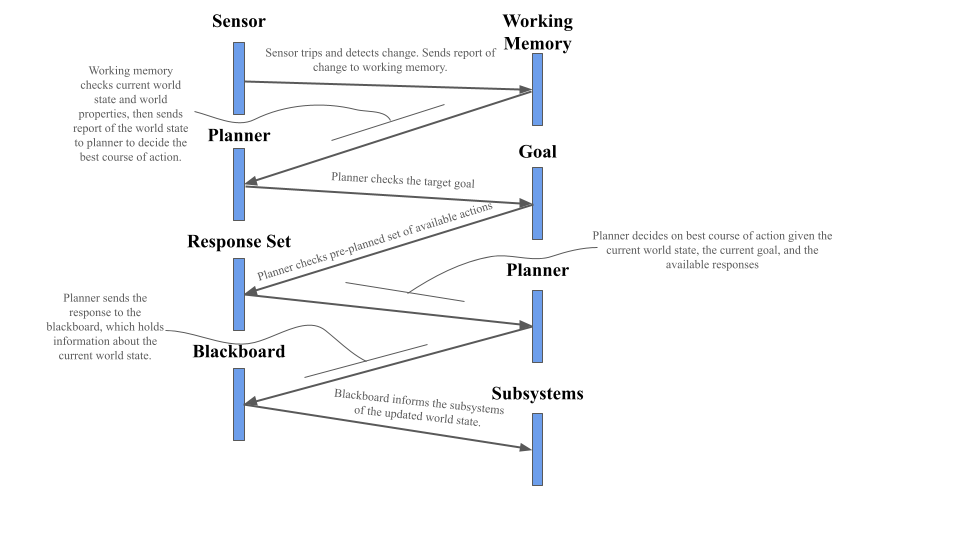 Sensor
Working
Memory
Sensor trips and detects change. Sends report of
change to working memory.
Working memory
checks current world
state and world
properties, then sends
report of the world state
to planner to decide the
best course of action.
Planner
Goal
Planner checks the target goal
Planner checks pre-planned set of available actions
Response Set
Planner decides on best course of action given the
current world state, the current goal, and the
available responses
Planner
Planner sends the
response to the
blackboard, which holds
information about the
current world state.
Blackboard
Subsystems
Blackboard informs the subsystems
of the updated world state.